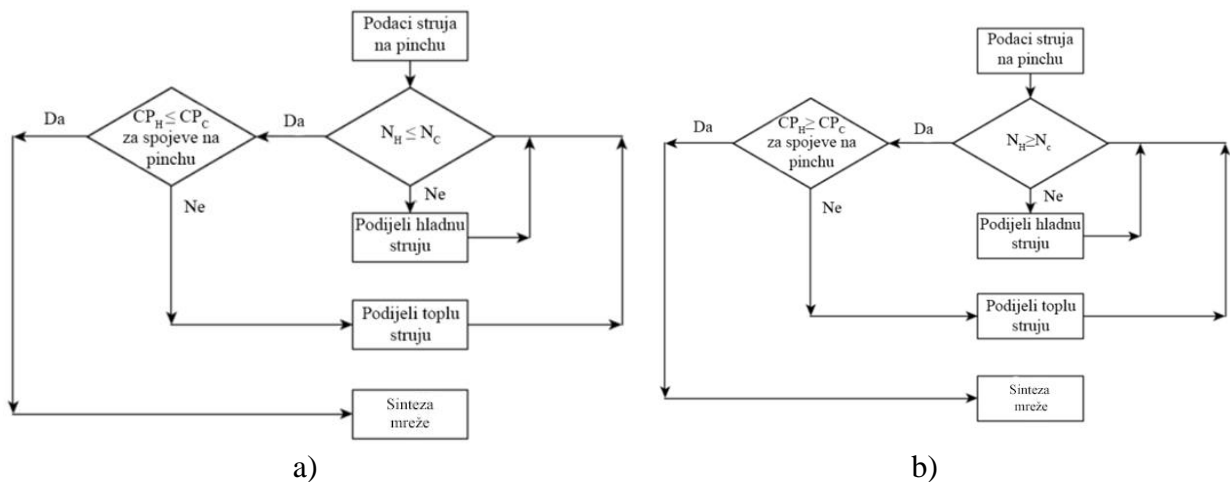 Podaci struja
na pinchu
Da
CP_H ≤ CP_C
za spojeve na
pinchu
Da
N_H ≤ N_C
Ne
Ne
Podijeli hladnu
struju
Podijeli toplu
struju
Sinteza
mreže
a)
Podaci struja
na pinchu
Da
CP_H ≥ CP_C
za spojeve na
pinchu
Da
N_H≥N_c
Ne
Ne
Podijeli hladnu
struju
Podijeli toplu
struju
Sinteza
mreže
b)